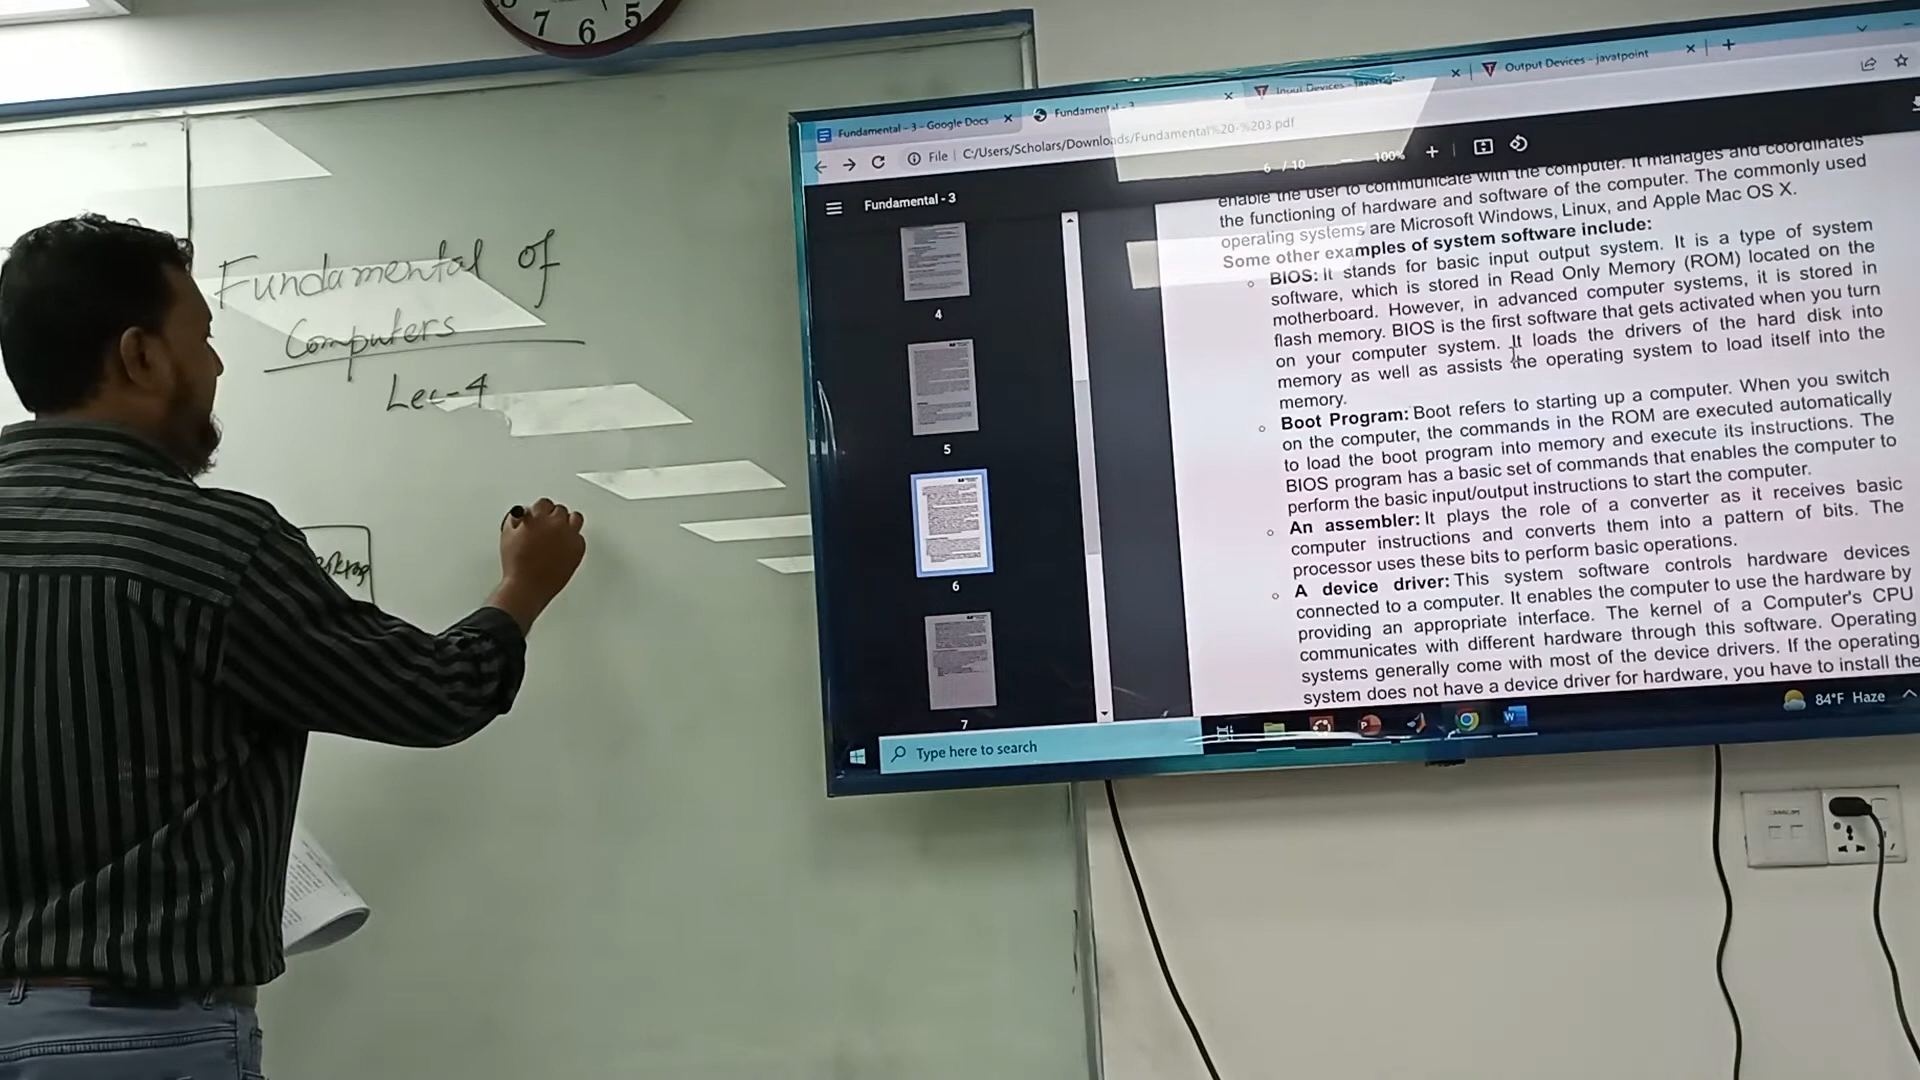 7 6 5
Fundamental of
Computers
Lec-4
Fundamental - 3 - Google Docs
Fundamental - 3
Input Devices - javatpoint
Output Devices - javatpoint
File C:/Users/Scholars/Downloads/Fundamental%20-%203.pdf
Fundamental - 3
6 / 10 100%
4
5
6
7
enable the user to communicate with the computer. It manages and coordinates
the functioning of hardware and software of the computer. The commonly used
operating systems are Microsoft Windows, Linux, and Apple Mac OS X.
Some other examples of system software include:
BIOS: It stands for basic input output system. It is a type of system
software, which is stored in Read Only Memory (ROM) located on the
motherboard. However, in advanced computer systems, it is stored in
flash memory. BIOS is the first software that gets activated when you turn
on your computer system. It loads the drivers of the hard disk into
memory as well as assists the operating system to load itself into the
memory.
Boot Program: Boot refers to starting up a computer. When you switch
on the computer, the commands in the ROM are executed automatically
to load the boot program into memory and execute its instructions. The
BIOS program has a basic set of commands that enables the computer to
perform the basic input/output instructions to start the computer.
An assembler: It plays the role of a converter as it receives basic
computer instructions and converts them into a pattern of bits. The
processor uses these bits to perform basic operations.
A device driver: This system software controls hardware devices
connected to a computer. It enables the computer to use the hardware by
providing an appropriate interface. The kernel of a Computer's CPU
communicates with different hardware through this software. Operating
systems generally come with most of the device drivers. If the operating
system does not have a device driver for hardware, you have to install the
Type here to search
84°F Haze